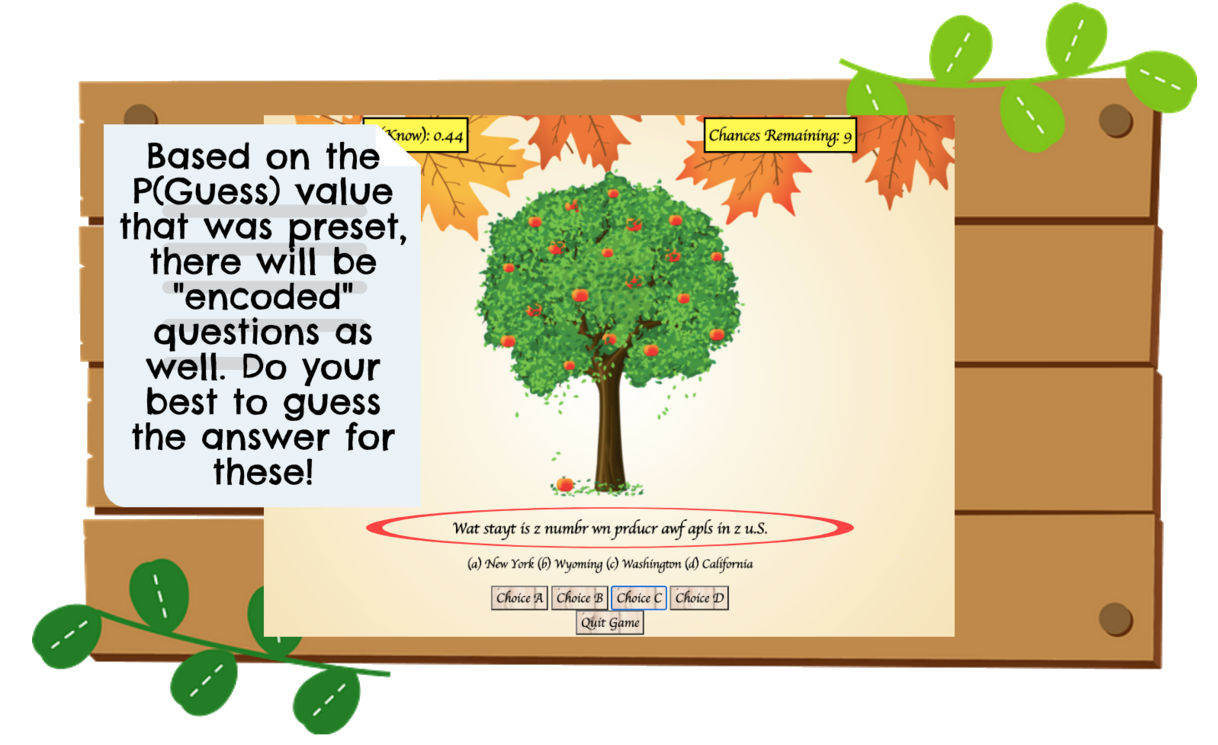 Based on the
P(Guess) value
that was preset,
there will be
"encoded"
questions as
well. Do your
best to guess
the answer for
these!
(Know): 0.44
Chances Remaining: 9
Wat stayt is z numbr wn prducr awf apls in z u.S.
(a) New York (b) Wyoming (c) Washington (d) California
Choice A Choice B Choice C Choice D
Quit Game